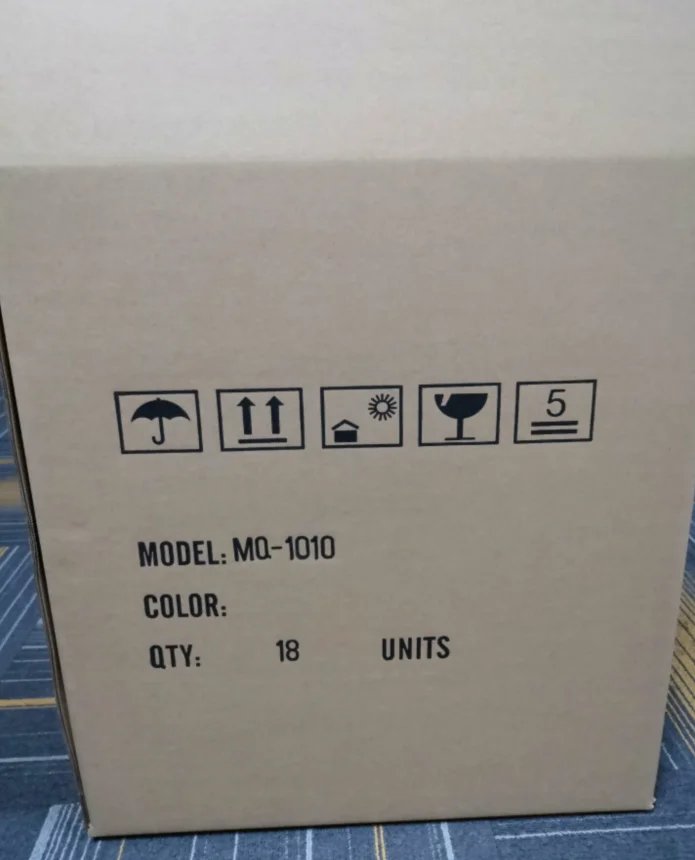 5
MODEL: MQ-1010
COLOR:
QTY: 18 UNITS